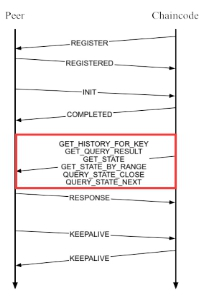 Peer Chaincode
REGISTER
REGISTERED
INIT
COMPLETED
GET_HISTORY_FOR_KEY
GET_QUERY_RESULT
GET_STATE
GET_STATE_BY_RANGE
QUERY_STATE_CLOSE
QUERY_STATE_NEXT
RESPONSE
KEEPALIVE
KEEPALIVE